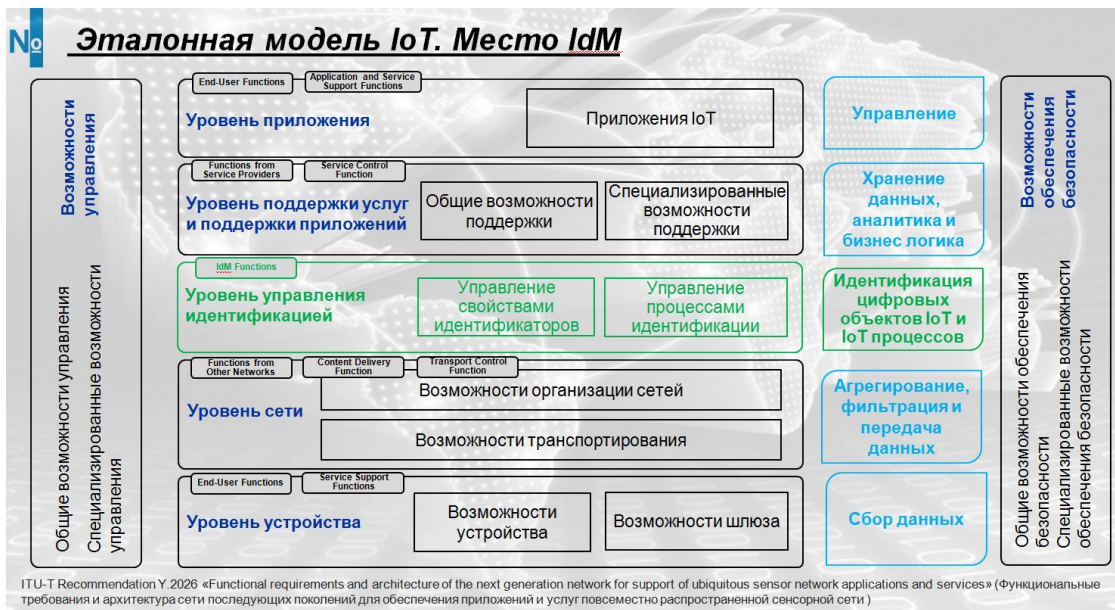 №
Эталонная модель IoT. Место IdM
Возможности
управления
Общие возможности управления
Специализированные возможности
управления
End-User Functions
Application and Service
Support Functions
Уровень приложения
Приложения IoT
Управление
Functions from
Service Providers
Service Control
Function
Уровень поддержки услуг
и поддержки приложений
Общие возможности
поддержки
Специализированные
возможности
поддержки
Хранение
данных,
аналитика и
бизнес логика
IdM Functions
Уровень управления
идентификацией
Управление
свойствами
идентификаторов
Управление
процессами
идентификации
Идентификация
цифровых
объектов IoT и
IoT процессов
Functions from
Other Networks
Content Delivery
Function
Transport Control
Function
Уровень сети
Возможности организации сетей
Возможности транспортирования
Агрегирование,
фильтрация и
передача
данных
End-User Functions
Service Support
Functions
Уровень устройства
Возможности
устройства
Возможности шлюза
Сбор данных
Возможности
обеспечения
безопасности
Общие возможности обеспечения
безопасности
Специализированные возможности
обеспечения безопасности
ITU-T Recommendation Y.2026 «Functional requirements and architecture of the next generation network for support of ubiquitous sensor network applications and services» (Функциональные
требования и архитектура сети последующих поколений для обеспечения приложений и услуг повсеместно распространенной сенсорной сети )